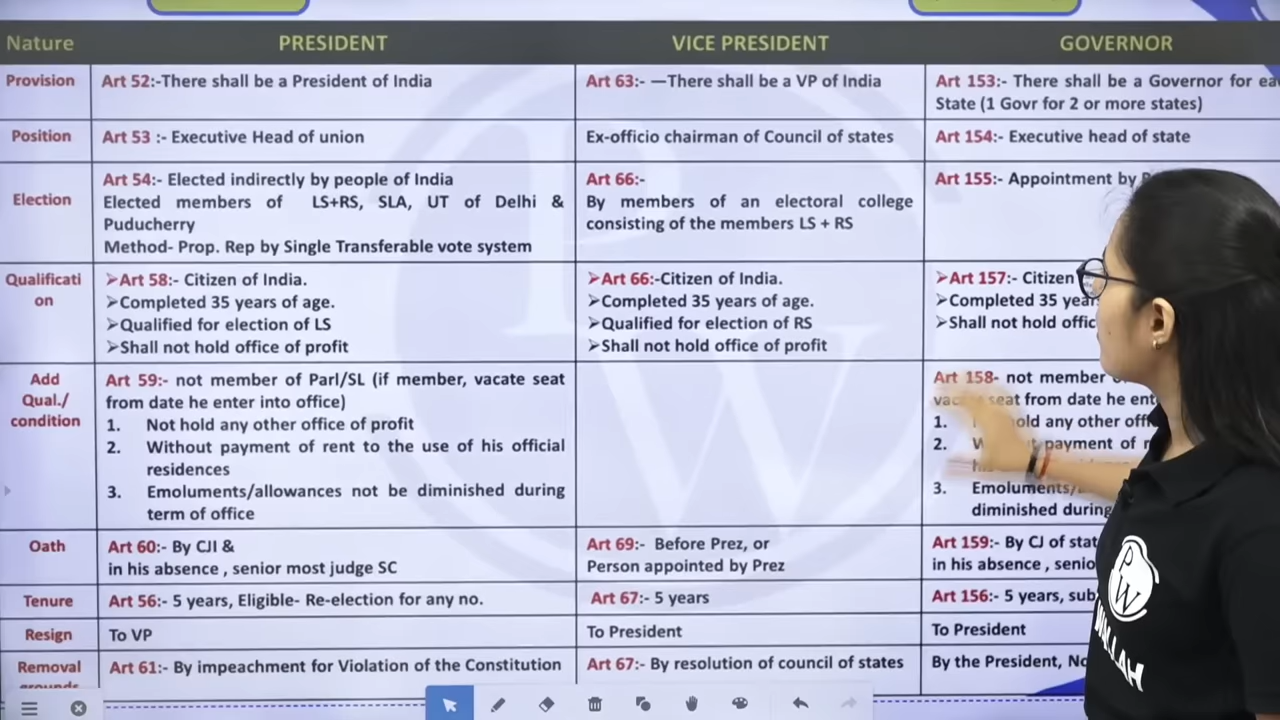 Nature PRESIDENT VICE PRESIDENT GOVERNOR
Provision
Art 52:-There shall be a President of India
Art 63:- —There shall be a VP of India
Art 153:- There shall be a Governor for
State (1 Govr for 2 or more states)
Position
Art 53 :- Executive Head of union
Ex-officio chairman of Council of states
Art 154:- Executive head of state
Election
Art 54:- Elected indirectly by people of India
Elected members of LS+RS, SLA, UT of Delhi &
Puducherry
Method- Prop. Rep by Single Transferable vote system
Art 66:-
By members of an electoral college
consisting of the members LS + RS
Art 155:- Appointment by
Qualificati
on
➢Art 58:- Citizen of India.
➢Completed 35 years of age.
➢Qualified for election of LS
➢Shall not hold office of profit
➢Art 66:-Citizen of India.
➢Completed 35 years of age.
➢Qualified for election of RS
➢Shall not hold office of profit
➢Art 157:- Citizen
➢Completed 35
➢Shall not hold
Add
Qual./
condition
Art 59:- not member of Parl/SL (if member, vacate seat
from date he enter into office)
1. Not hold any other office of profit
2. Without payment of rent to the use of his official
residences
3. Emoluments/allowances not be diminished during
term of office
Art 158- not member
seat from date he
1. any other
2. payment of
3. Emoluments/
diminished during
Oath
Art 60:- By CJI &
in his absence , senior most judge SC
Art 69:- Before Prez, or
Person appointed by Prez
Art 159:- By CJ of
in his absence ,
Tenure
Art 56:- 5 years, Eligible- Re-election for any no.
Art 67:- 5 years
Art 156:- 5 years,
Resign
To VP
To President
To President
Removal
grounds
Art 61:- By impeachment for Violation of the Constitution
Art 67:- By resolution of council of states
By the President,
PW
WALLAH